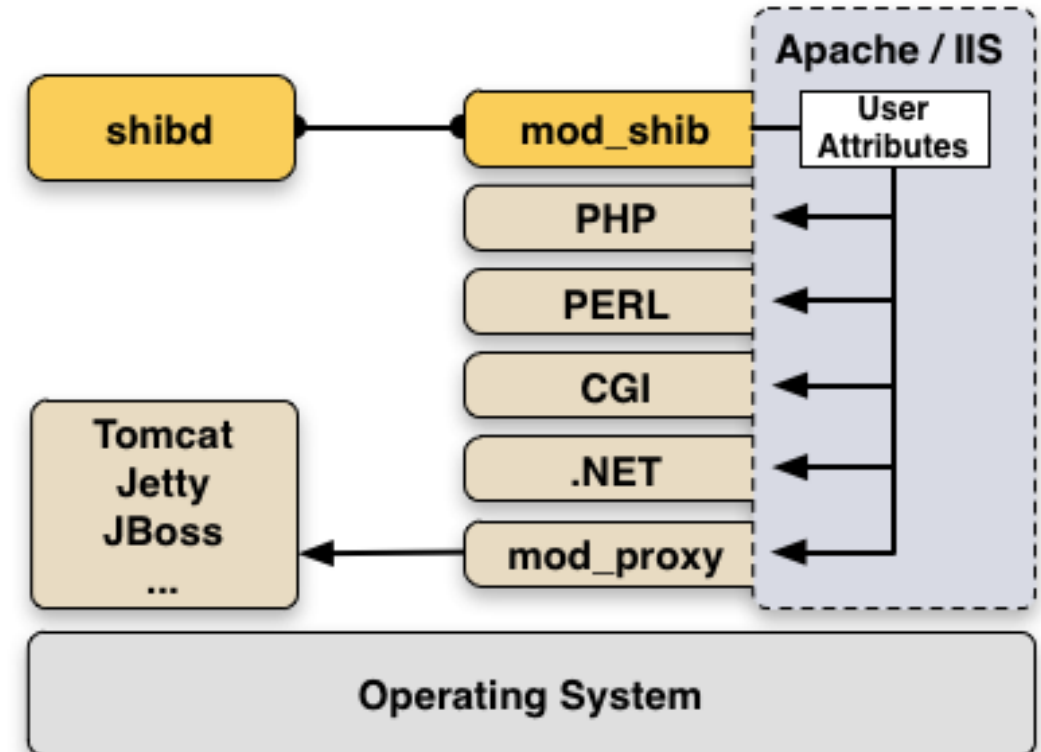 Apache / IIS
shibd
mod_shib
User
Attributes
PHP
PERL
CGI
.NET
mod_proxy
Tomcat
Jetty
JBoss
...
Operating System